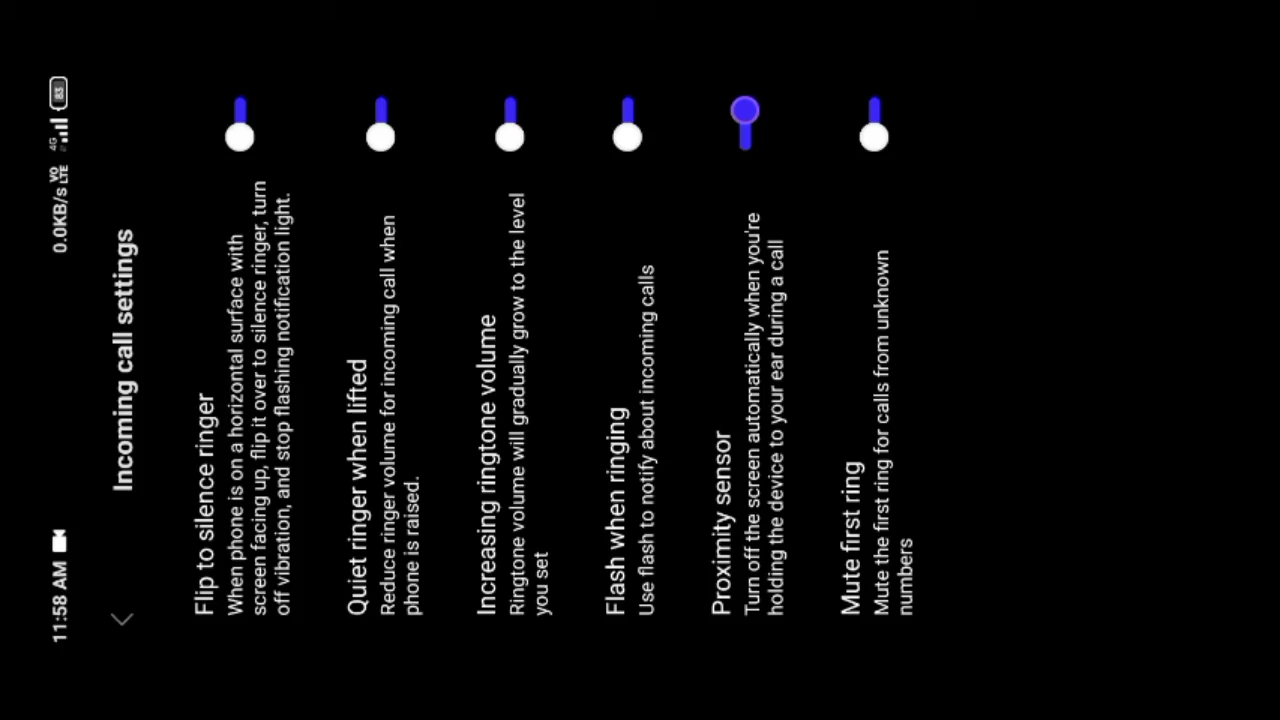 11:58 AM
0.0KB/s VO LTE 4G 83
Incoming call settings
Flip to silence ringer
When phone is on a horizontal surface with
screen facing up, flip it over to silence ringer, turn
off vibration, and stop flashing notification light.
Quiet ringer when lifted
Reduce ringer volume for incoming call when
phone is raised.
Increasing ringtone volume
Ringtone volume will gradually grow to the level
you set
Flash when ringing
Use flash to notify about incoming calls
Proximity sensor
Turn off the screen automatically when you're
holding the device to your ear during a call
Mute first ring
Mute the first ring for calls from unknown
numbers